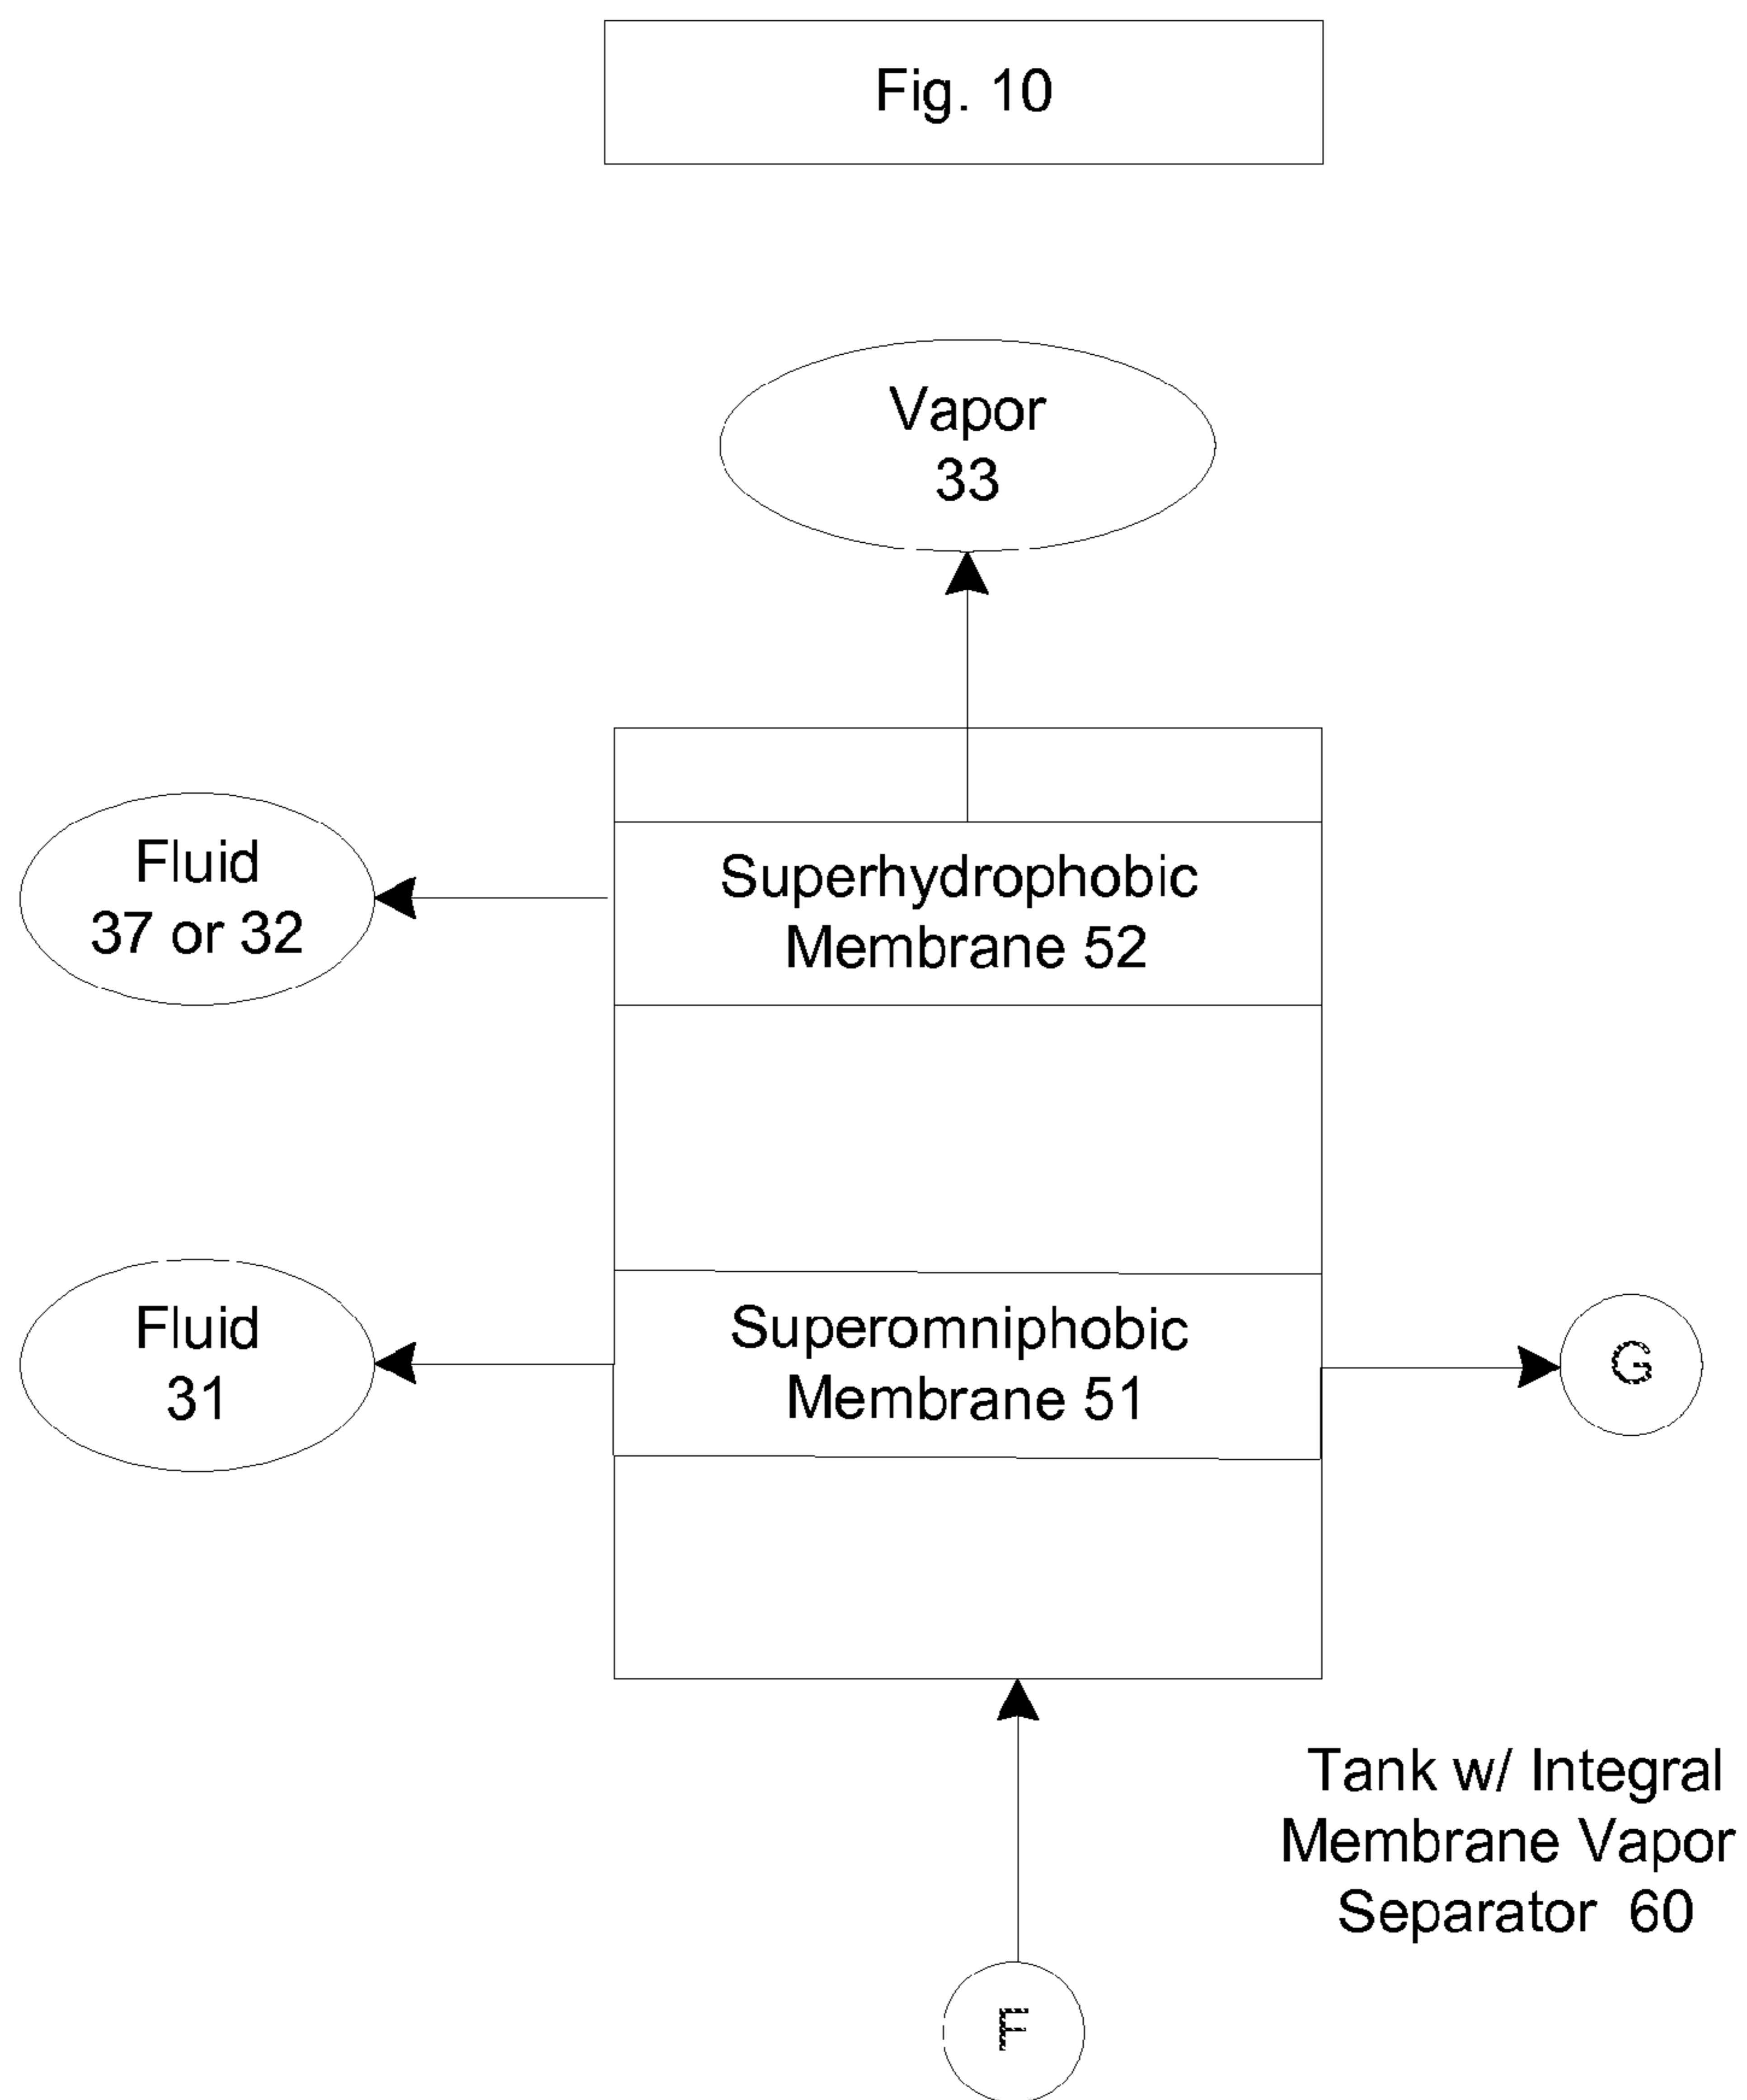 Fig. 10
Vapor
33
Fluid
37 or 32
Superhydrophobic
Membrane 52
Fluid
31
Superomniphobic
Membrane 51
G
Tank w/ Integral
Membrane Vapor
Separator 60
F